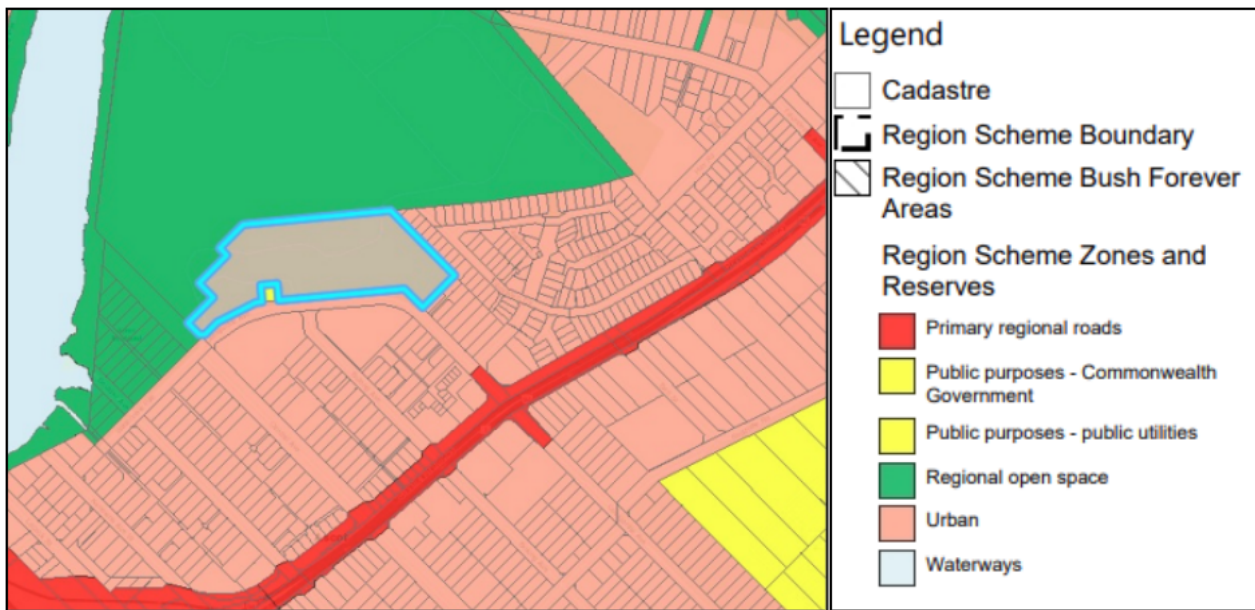 Legend
Cadastre
Region Scheme Boundary
Region Scheme Bush Forever
Areas
Region Scheme Zones and
Reserves
Primary regional roads
Public purposes - Commonwealth
Government
Public purposes - public utilities
Regional open space
Urban
Waterways